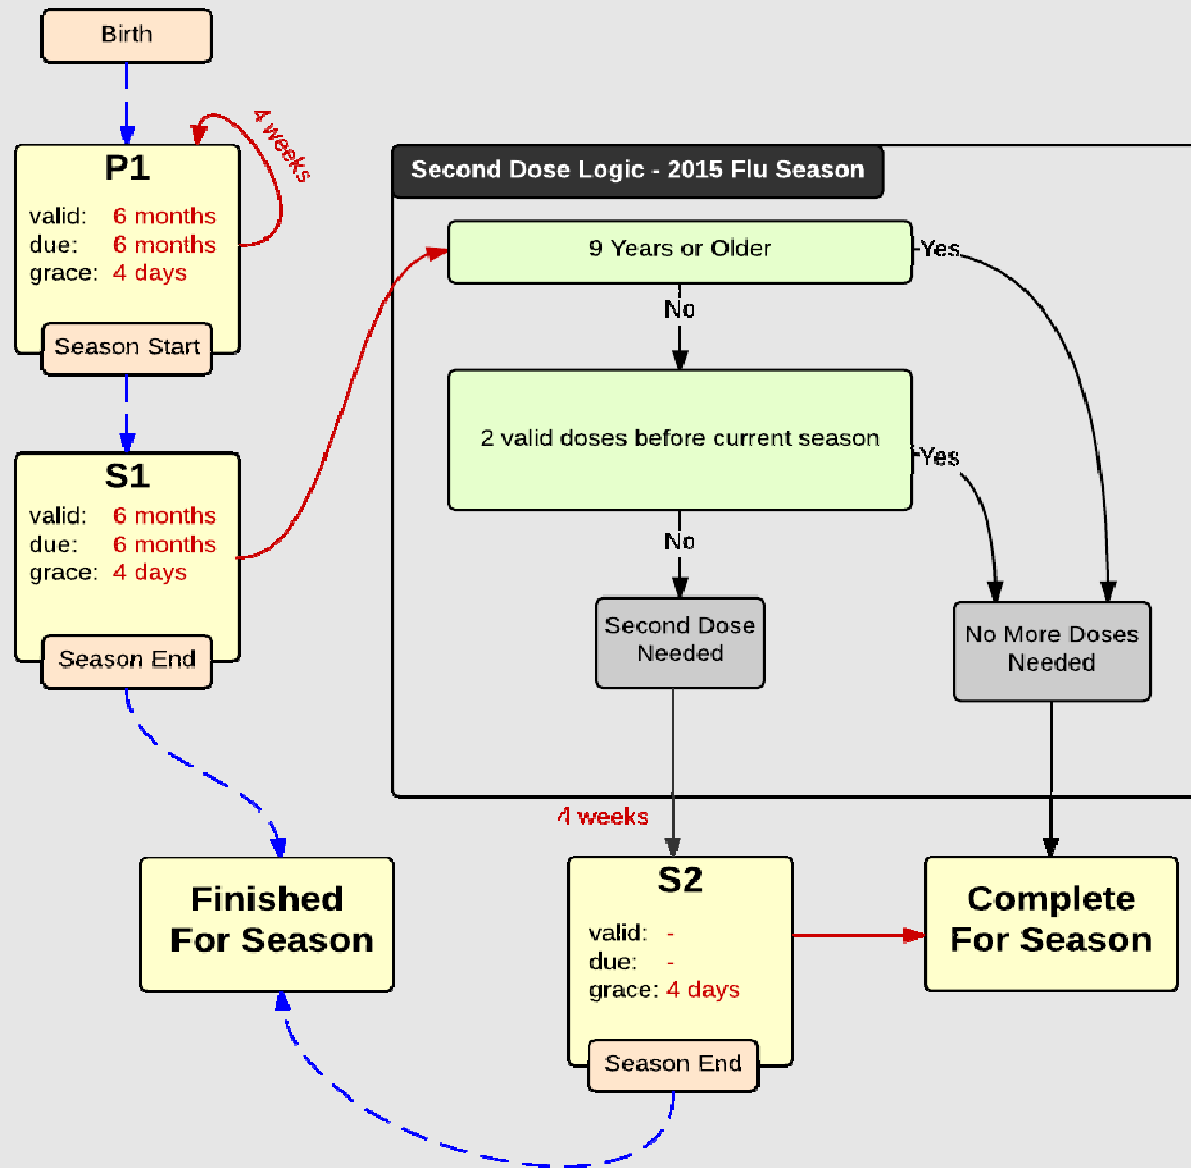 Birth
4 weeks
P1
valid: 6 months
due: 6 months
grace: 4 days
Season Start
S1
valid: 6 months
due: 6 months
grace: 4 days
Season End
Second Dose Logic - 2015 Flu Season
9 Years or Older
Yes
No
2 valid doses before current season
Yes
No
Second Dose
Needed
No More Doses
Needed
4 weeks
Finished
For Season
S2
valid: -
due: -
grace: 4 days
Season End
Complete
For Season